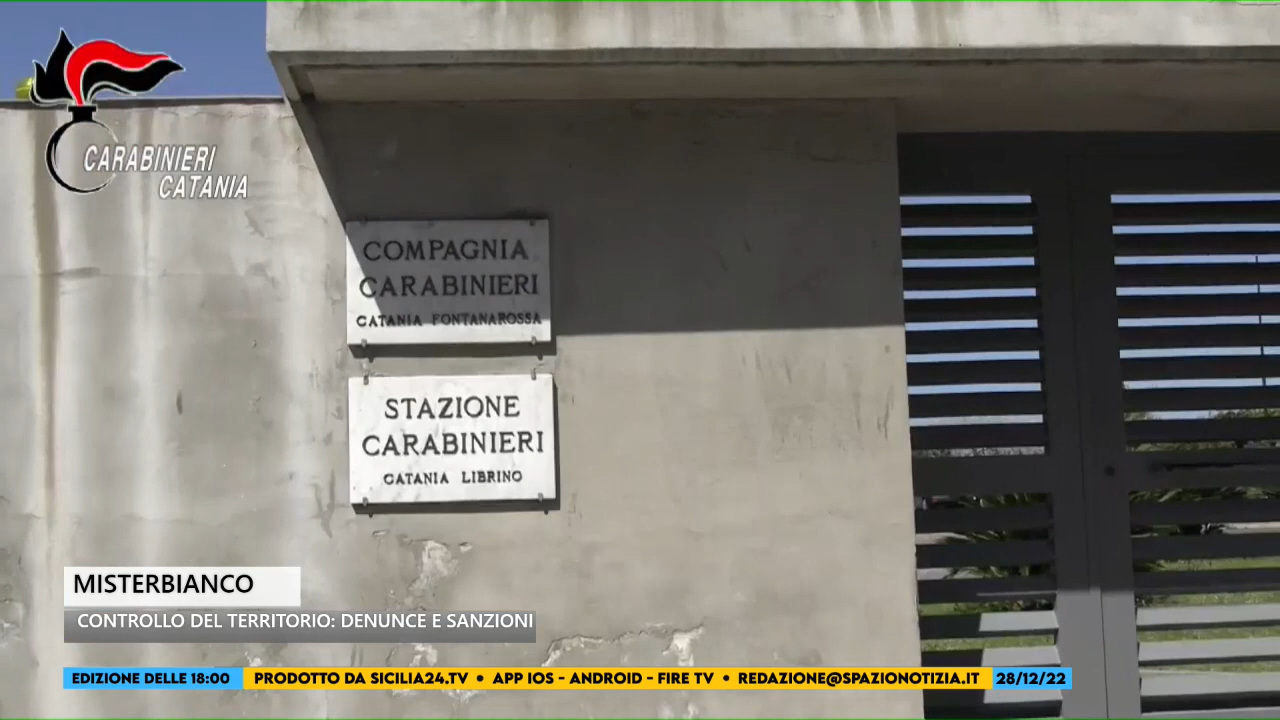 CARABINIERI
CATANIA
COMPAGNIA
CARABINIERI
CATANIA FONTANAROSSA
STAZIONE
CARABINIERI
CATANIA LIBRINO
MISTERBIANCO
CONTROLLO DEL TERRITORIO: DENUNCE E SANZIONI
EDIZIONE DELLE 18:00 PRODOTTO DA SICILIA24.TV • APP IOS - ANDROID - FIRE TV • REDAZIONE@SPAZIONOTIZIA.IT 28/12/22